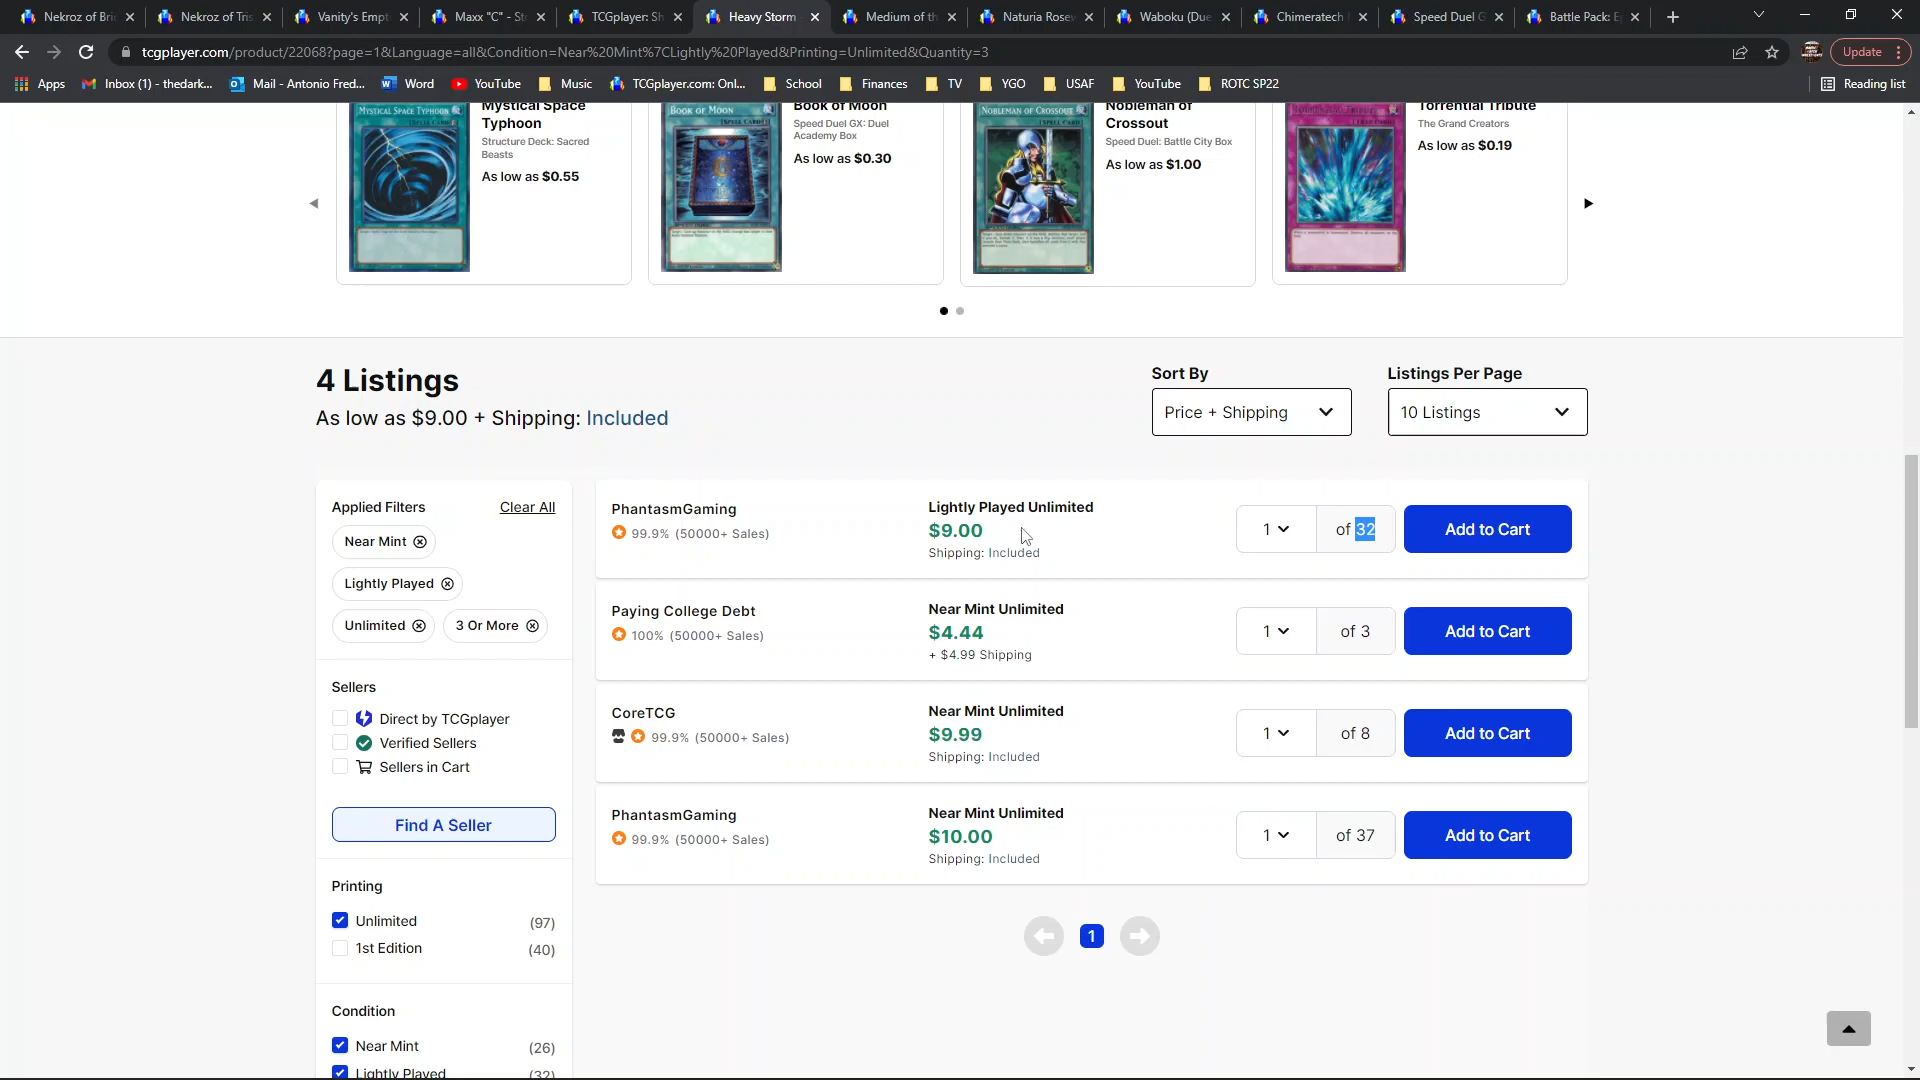 Nekroz of Bri
Nekroz of Tris
Vanity's Empt
Maxx "C" - St
TCGplayer: Sh
Heavy Storm
Medium of th
Naturia Rosew
Waboku (Due
Chimeratech
Speed Duel G
Battle Pack: E
tcgplayer.com/product/22068?page=1&Language=all&Condition=Near%20Mint%7CLightly%20Played&Printing=Unlimited&Quantity=3
Update
Apps
Inbox (1) - thedark...
Mail - Antonio Fred...
Word
YouTube
Music
TCGplayer.com: Onl...
School
Finances
TV
YGO
USAF
YouTube
ROTC SP22
Reading list
MYSTICAL SPACE TYPHOON
Mystical Space
Typhoon
Structure Deck: Sacred
Beasts
As low as $0.55
BOOK OF MOON
Book of Moon
Speed Duel GX: Duel
Academy Box
As low as $0.30
NOBLEMAN OF CROSSOUT
Nobleman of
Crossout
Speed Duel: Battle City Box
As low as $1.00
Torrential Tribute
The Grand Creators
As low as $0.19
4 Listings
As low as $9.00 + Shipping: Included
Sort By
Price + Shipping
Listings Per Page
10 Listings
Applied Filters
Clear All
Near Mint
Lightly Played
Unlimited
3 Or More
Sellers
Direct by TCGplayer
Verified Sellers
Sellers in Cart
Find A Seller
Printing
Unlimited (97)
1st Edition (40)
Condition
Near Mint (26)
Lightly Played (32)
PhantasmGaming
99.9% (50000+ Sales)
Lightly Played Unlimited
$9.00
Shipping: Included
1
of 32
Add to Cart
Paying College Debt
100% (50000+ Sales)
Near Mint Unlimited
$4.44
+ $4.99 Shipping
1
of 3
Add to Cart
CoreTCG
99.9% (50000+ Sales)
Near Mint Unlimited
$9.99
Shipping: Included
1
of 8
Add to Cart
PhantasmGaming
99.9% (50000+ Sales)
Near Mint Unlimited
$10.00
Shipping: Included
1
of 37
Add to Cart
1